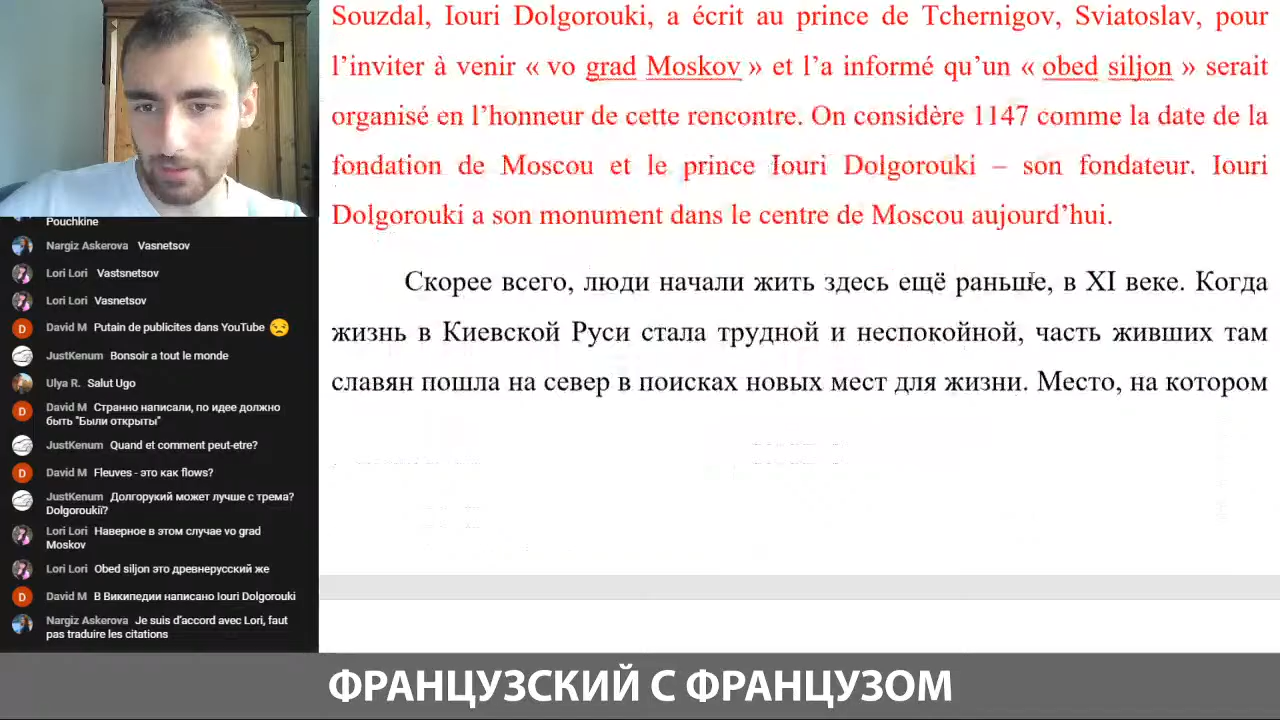 Souzdal, Iouri Dolgorouki, a écrit au prince de Tchernigov, Sviatoslav, pour
l’inviter à venir « vo grad Moskov » et l’a informé qu’un « obed siljon » serait
organisé en l’honneur de cette rencontre. On considère 1147 comme la date de la
fondation de Moscou et le prince Iouri Dolgorouki – son fondateur. Iouri
Dolgorouki a son monument dans le centre de Moscou aujourd’hui.
Скорее всего, люди начали жить здесь ещё раньше, в XI веке. Когда
жизнь в Киевской Руси стала трудной и неспокойной, часть живших там
славян пошла на север в поисках новых мест для жизни. Место, на котором
Pouchkine
Nargiz Askerova Vasnetsov
Lori Lori Vastsnetsov
Lori Lori Vasnetsov
D David M Putain de publicites dans YouTube 😒
JustKenum Bonsoir a tout le monde
Ulya R. Salut Ugo
D David M Странно написали, по идее должно
быть "Были открыты"
JustKenum Quand et comment peut-etre?
D David M Fleuves - это как flows?
JustKenum Долгорукий может лучше с трема?
Dolgoroukiï?
Lori Lori Наверное в этом случае vo grad
Moskov
Lori Lori Obed siljon это древнерусский же
D David M В Википедии написано Iouri Dolgorouki
Nargiz Askerova Je suis d'accord avec Lori, faut
pas traduire les citations
ФРАНЦУЗСКИЙ С ФРАНЦУЗОМ